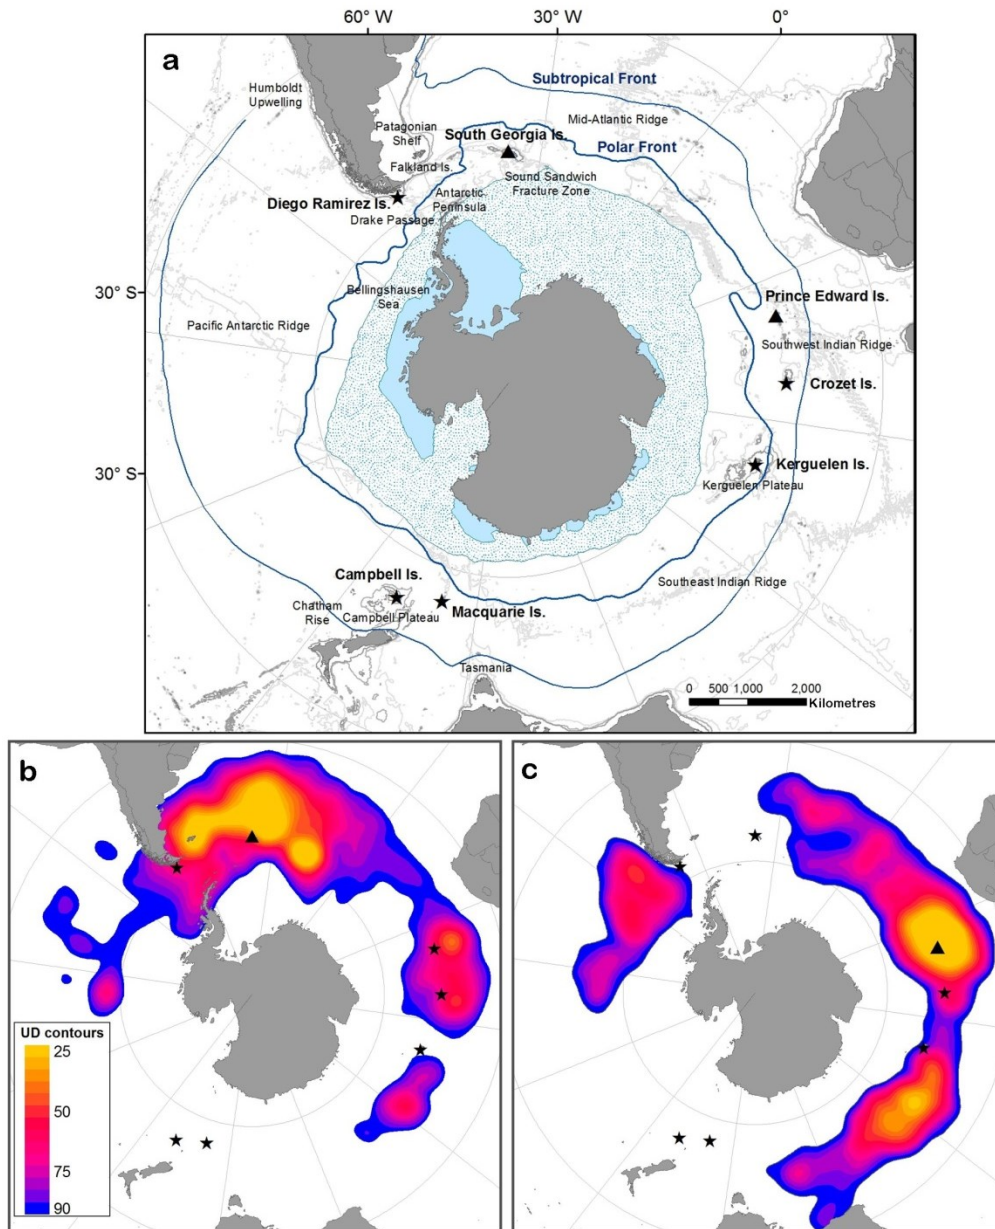 60° W
30° W
0°
a
Subtropical Front
Humboldt
Upwelling
Mid-Atlantic Ridge
Patagonian
Shelf
South Georgia Is.
Polar Front
Falkland Is.
Sound Sandwich
Fracture Zone
Antarctic
Peninsula
Diego Ramirez Is.
Drake Passage
30° S
Bellingshausen
Sea
Prince Edward Is.
Pacific Antarctic Ridge
Southwest Indian Ridge
Crozet Is.
30° S
Kerguelen Is.
Kerguelen Plateau
Campbell Is.
Southeast Indian Ridge
Chatham
Rise
Campbell Plateau
Macquarie Is.
Tasmania
0 500 1,000 2,000
Kilometres
b
c
UD contours
25
50
75
90